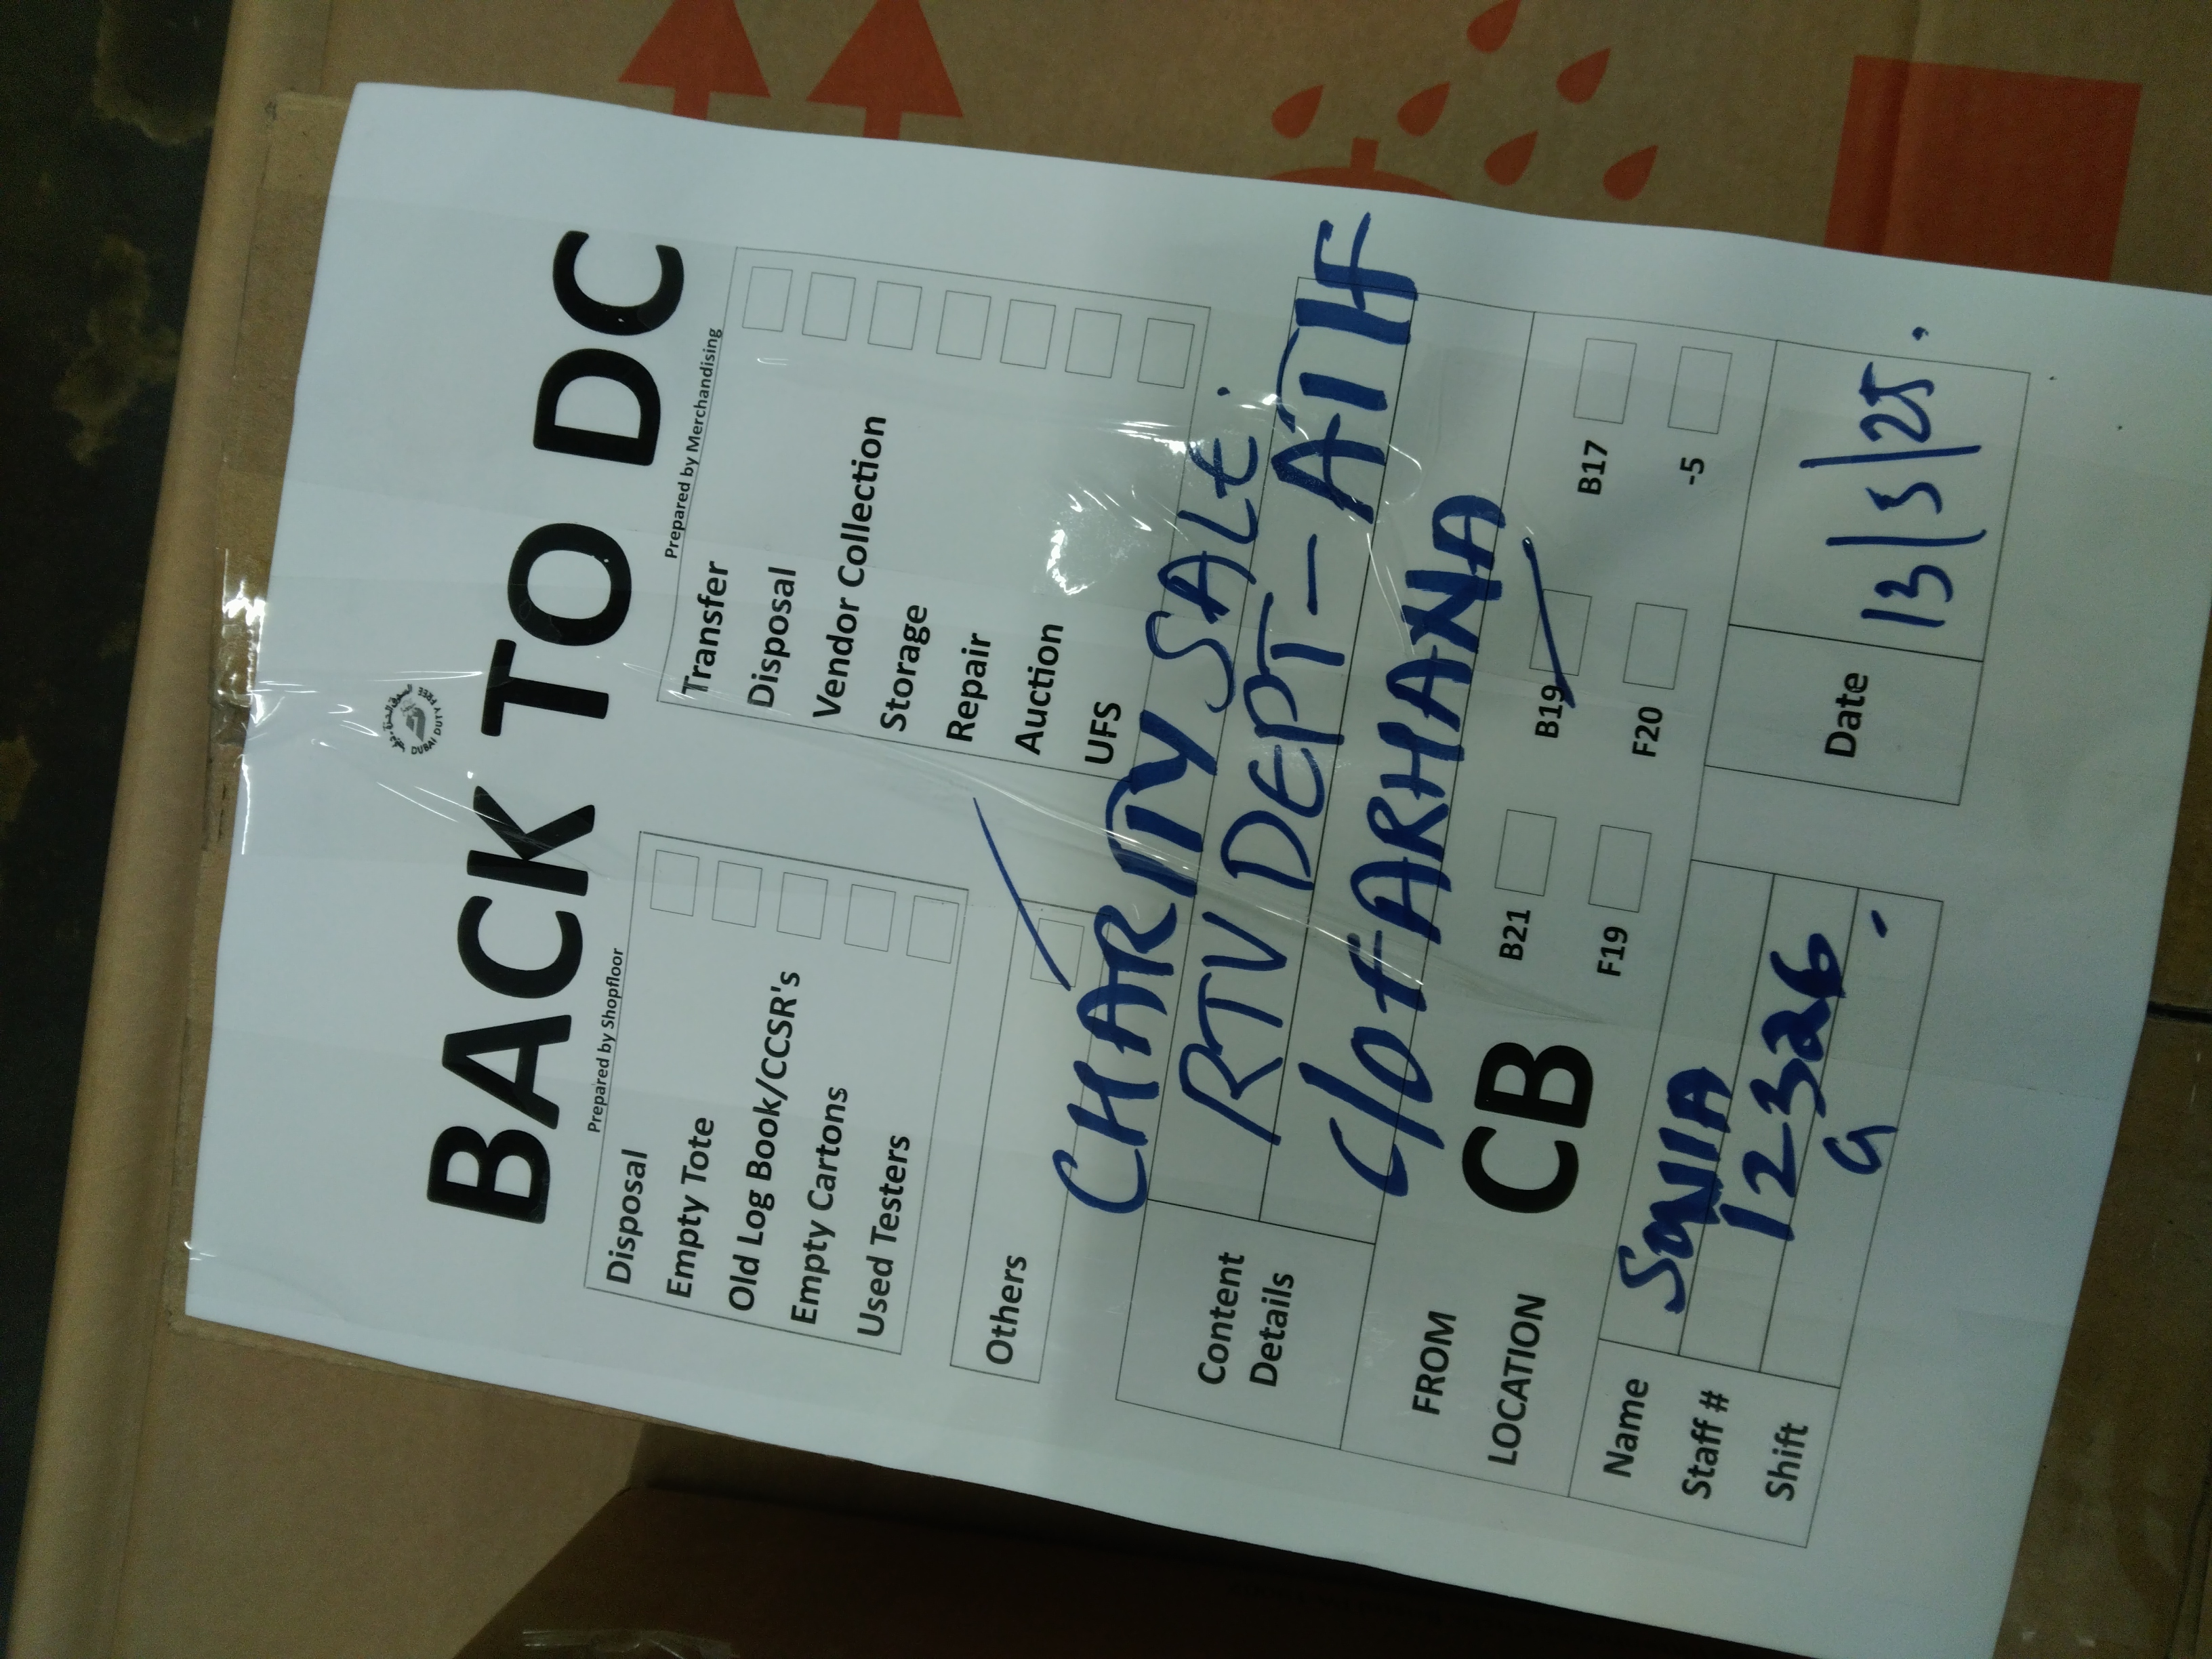 DUBAI DUTY FREE
BACK TO DC
Prepared by Shopfloor
Disposal
Empty Tote
Old Log Book/CCSR's
Empty Cartons
Used Testers
Prepared by Merchandising
Transfer
Disposal
Vendor Collection
Storage
Repair
Auction
UFS
Others
CHARITY SALE.
Content Details
RTV DEPT - ATIF
C/O FARHANA
FROM LOCATION
CB
B21 B19 B17
F19 F20 -5
Name SONIA
Staff # 12326
Shift
Date 13/5/25.